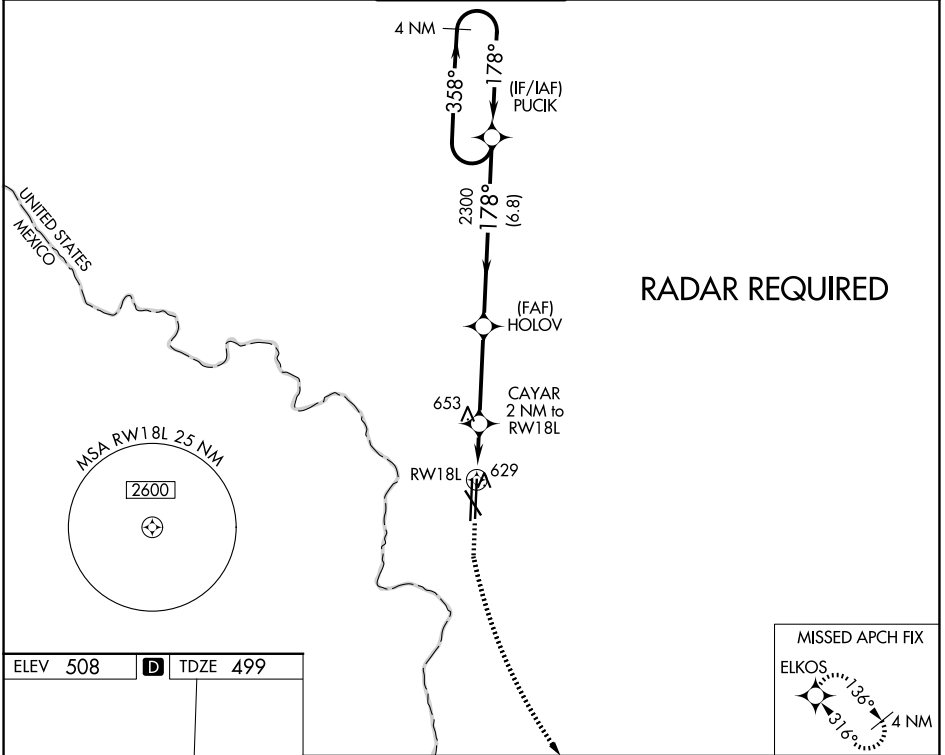 4 NM
358°
178°
(IF/IAF)
PUCIK
2300
178°
(6.8)
UNITED STATES
MEXICO
RADAR REQUIRED
(FAF)
HOLOV
CAYAR
2 NM to
RW18L
653
RW18L
629
MSA RW18L 25 NM
2600
ELEV 508
D
TDZE 499
MISSED APCH FIX
ELKOS
136°
316°
4 NM